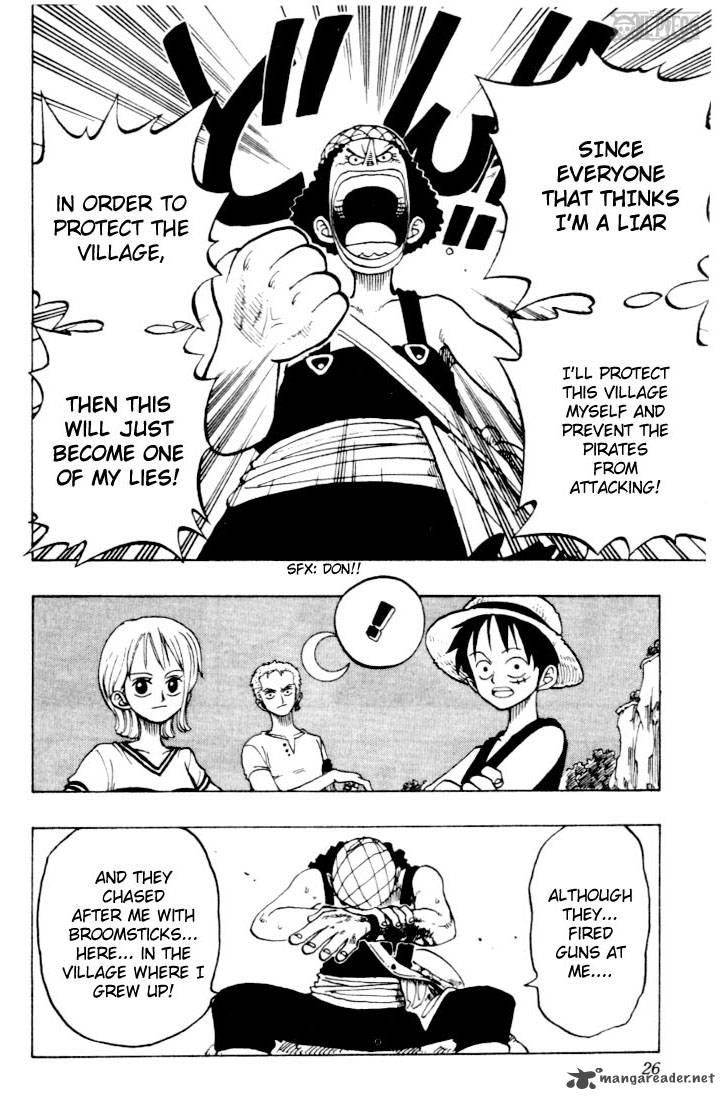 SINCE
EVERYONE
THAT THINKS
I'M A LIAR
I'LL PROTECT
THIS VILLAGE
MYSELF AND
PREVENT THE
PIRATES
FROM
ATTACKING!
IN ORDER TO
PROTECT THE
VILLAGE,
THEN THIS
WILL JUST
BECOME ONE
OF MY LIES!
ドン!!
SFX: DON!!
!
ALTHOUGH
THEY...
FIRED
GUNS AT
ME....
AND THEY
CHASED
AFTER ME WITH
BROOMSTICKS...
HERE... IN THE
VILLAGE WHERE I
GREW UP!
26
mangareader.net